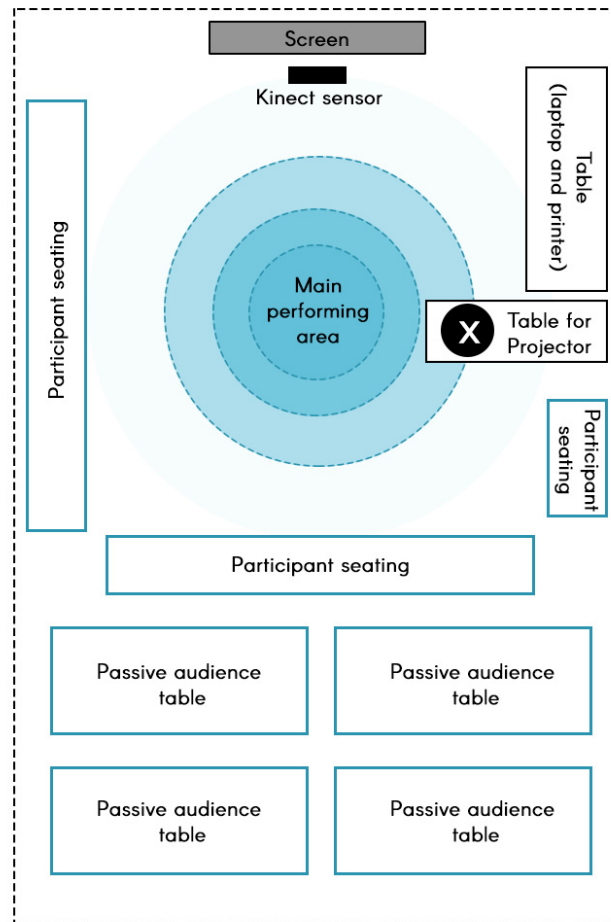 Screen
Kinect sensor
Table
(laptop and printer)
Participant seating
Main
performing
area
X
Table for
Projector
Participant
seating
Participant seating
Passive audience
table
Passive audience
table
Passive audience
table
Passive audience
table